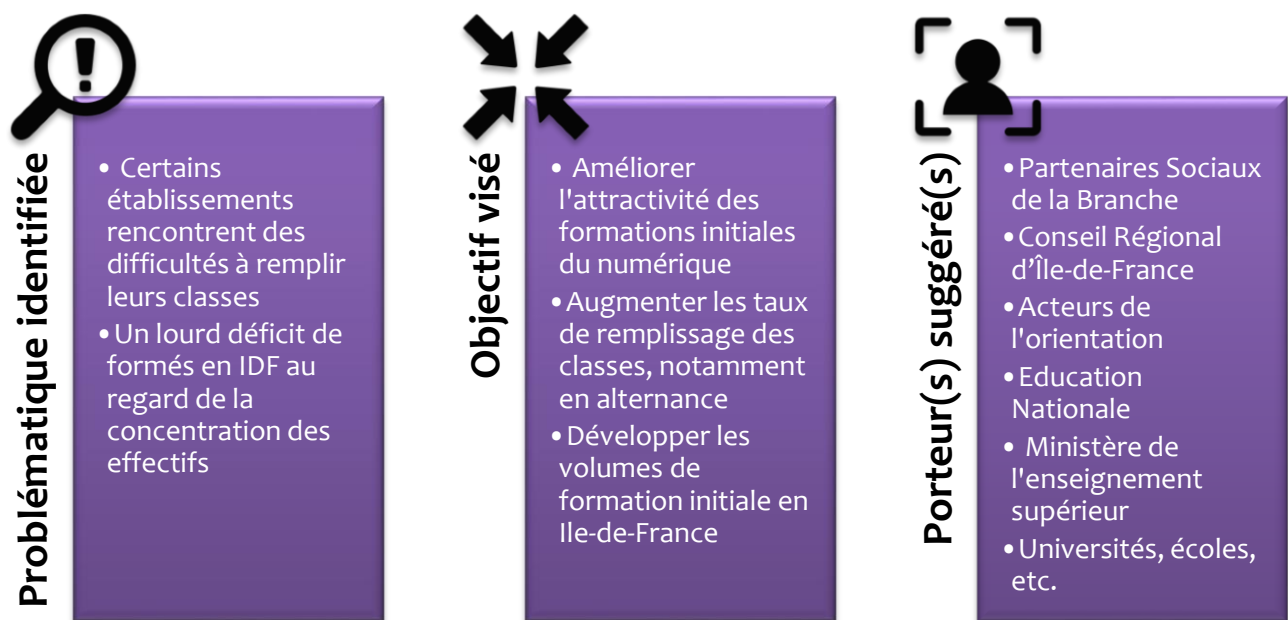 Problématique identifiée
• Certains
établissements
rencontrent des
difficultés à remplir
leurs classes
• Un lourd déficit de
formés en IDF au
regard de la
concentration des
effectifs
Objectif visé
• Améliorer
l'attractivité des
formations initiales
du numérique
• Augmenter les taux
de remplissage des
classes, notamment
en alternance
• Développer les
volumes de
formation initiale en
Ile-de-France
Porteur(s) suggéré(s)
• Partenaires Sociaux
de la Branche
• Conseil Régional
d’Île-de-France
• Acteurs de
l'orientation
• Education
Nationale
• Ministère de
l'enseignement
supérieur
• Universités, écoles,
etc.